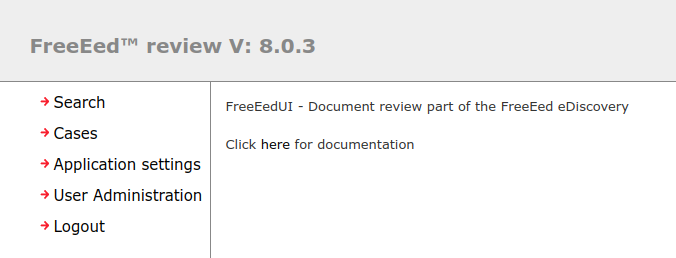 FreeEed™ review V: 8.0.3
Search
Cases
Application settings
User Administration
Logout
FreeEedUI - Document review part of the FreeEed eDiscovery
Click here for documentation